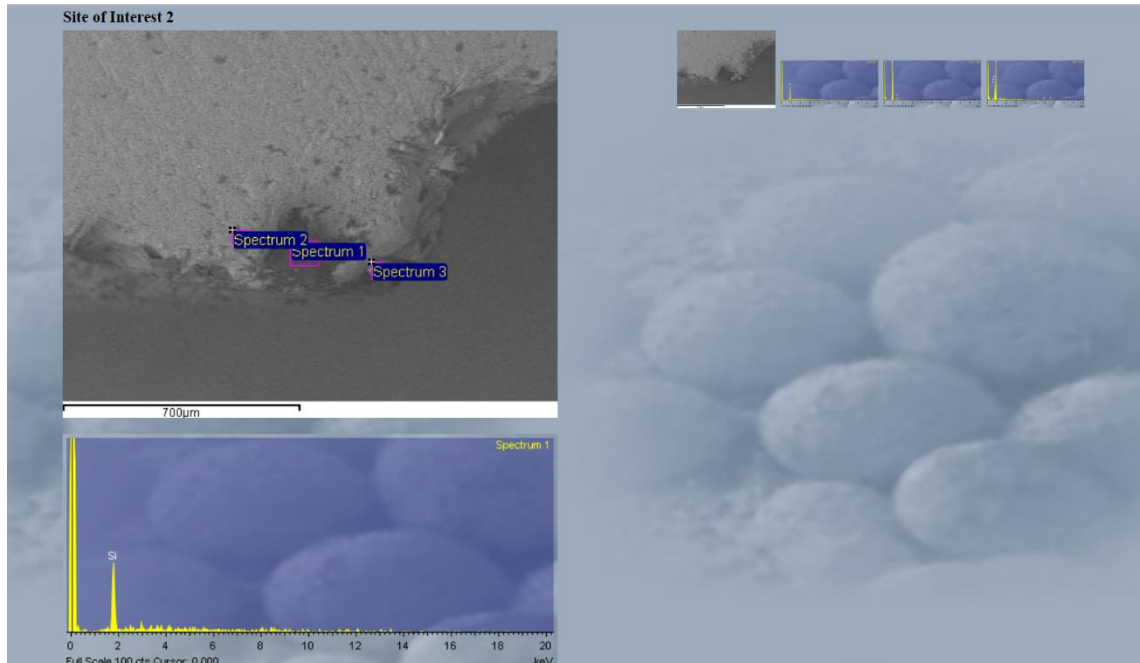 Site of Interest 2
Spectrum 2
Spectrum 1
Spectrum 3
700µm
Spectrum 1
Si
0 2 4 6 8 10 12 14 16 18 20
Full Scale 100 cts Cursor: 0.000 keV